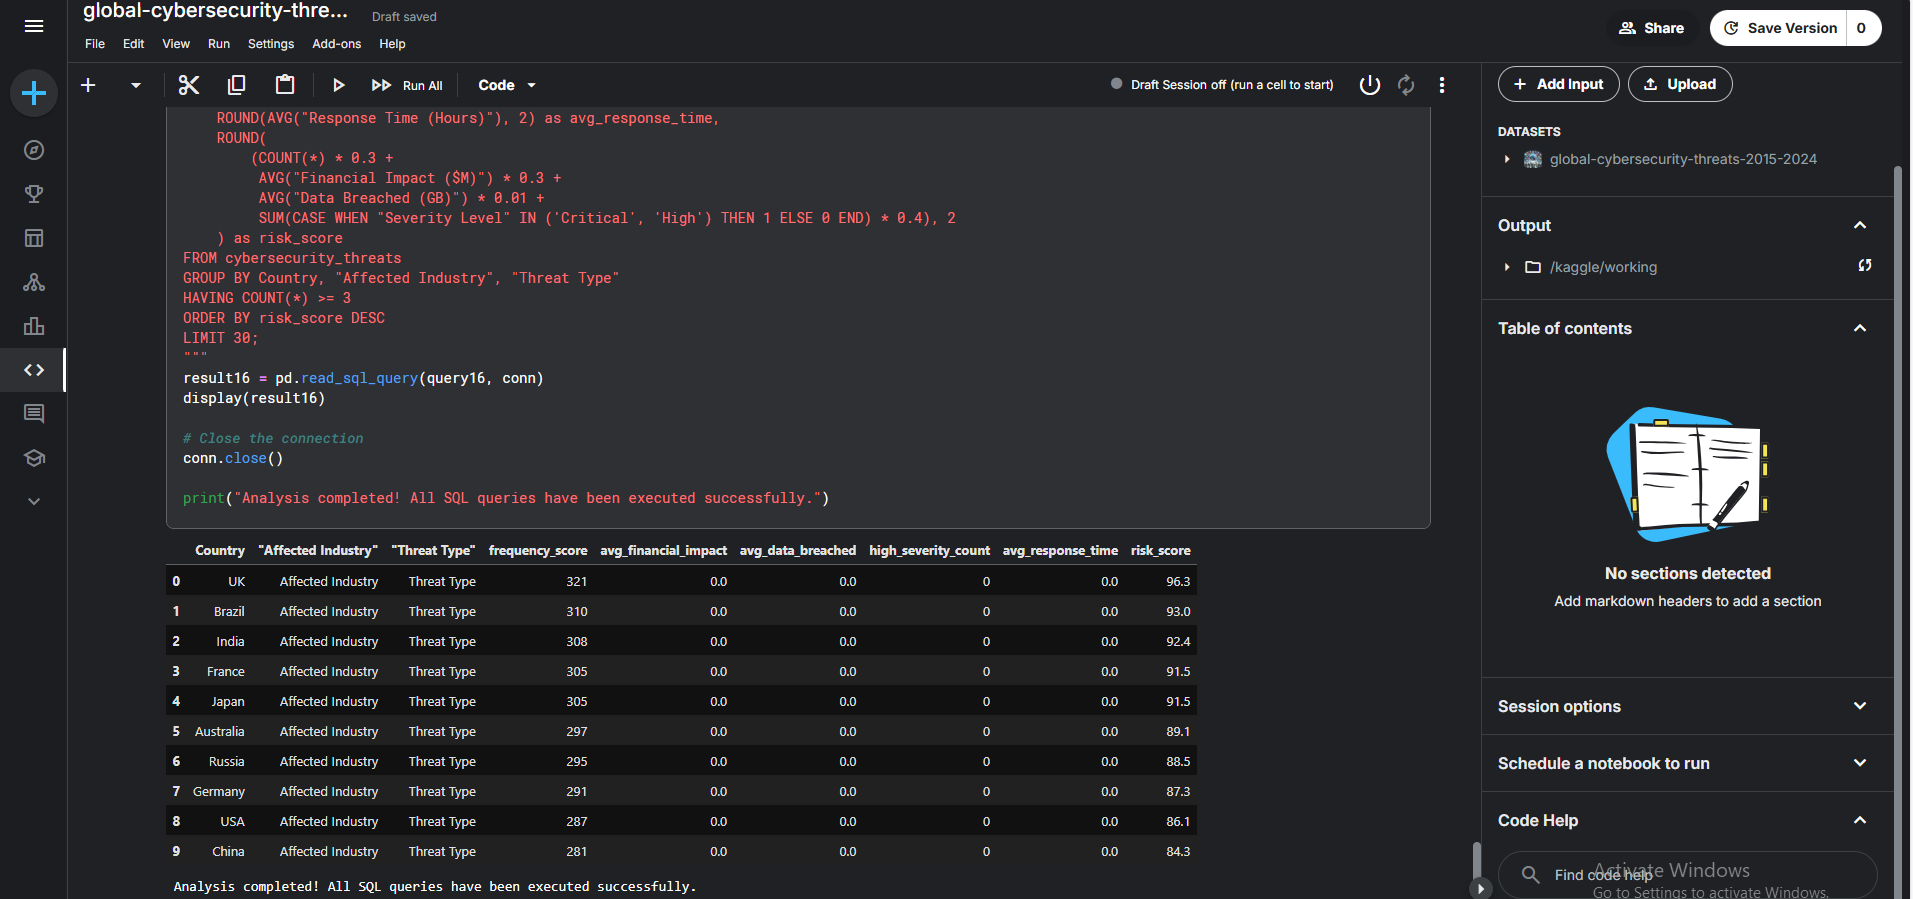 global-cybersecurity-thre...
Draft saved
File Edit View Run Settings Add-ons Help
Share
Save Version 0
Run All
Code
Draft Session off (run a cell to start)
ROUND(AVG("Response Time (Hours)"), 2) as avg_response_time,
ROUND(
(COUNT(*) * 0.3 +
AVG("Financial Impact ($M)") * 0.3 +
AVG("Data Breached (GB)") * 0.01 +
SUM(CASE WHEN "Severity Level" IN ('Critical', 'High') THEN 1 ELSE 0 END) * 0.4), 2
) as risk_score
FROM cybersecurity_threats
GROUP BY Country, "Affected Industry", "Threat Type"
HAVING COUNT(*) >= 3
ORDER BY risk_score DESC
LIMIT 30;
"""
result16 = pd.read_sql_query(query16, conn)
display(result16)
# Close the connection
conn.close()
print("Analysis completed! All SQL queries have been executed successfully.")
Country "Affected Industry" "Threat Type" frequency_score avg_financial_impact avg_data_breached high_severity_count avg_response_time risk_score
0 UK Affected Industry Threat Type 321 0.0 0.0 0 0.0 96.3
1 Brazil Affected Industry Threat Type 310 0.0 0.0 0 0.0 93.0
2 India Affected Industry Threat Type 308 0.0 0.0 0 0.0 92.4
3 France Affected Industry Threat Type 305 0.0 0.0 0 0.0 91.5
4 Japan Affected Industry Threat Type 305 0.0 0.0 0 0.0 91.5
5 Australia Affected Industry Threat Type 297 0.0 0.0 0 0.0 89.1
6 Russia Affected Industry Threat Type 295 0.0 0.0 0 0.0 88.5
7 Germany Affected Industry Threat Type 291 0.0 0.0 0 0.0 87.3
8 USA Affected Industry Threat Type 287 0.0 0.0 0 0.0 86.1
9 China Affected Industry Threat Type 281 0.0 0.0 0 0.0 84.3
Analysis completed! All SQL queries have been executed successfully.
Add Input
Upload
DATASETS
global-cybersecurity-threats-2015-2024
Output
/kaggle/working
Table of contents
No sections detected
Add markdown headers to add a section
Session options
Schedule a notebook to run
Code Help
Find code help
Activate Windows
Go to Settings to activate Windows.